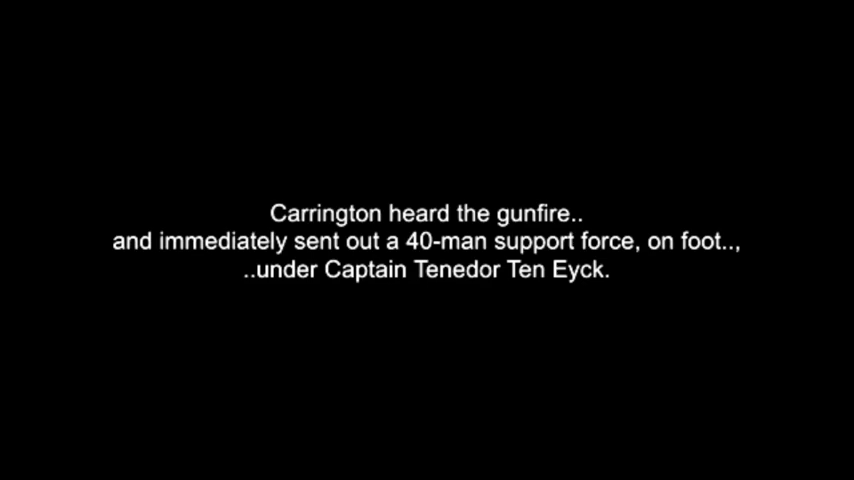 Carrington heard the gunfire..
and immediately sent out a 40-man support force, on foot..,
..under Captain Tenedor Ten Eyck.